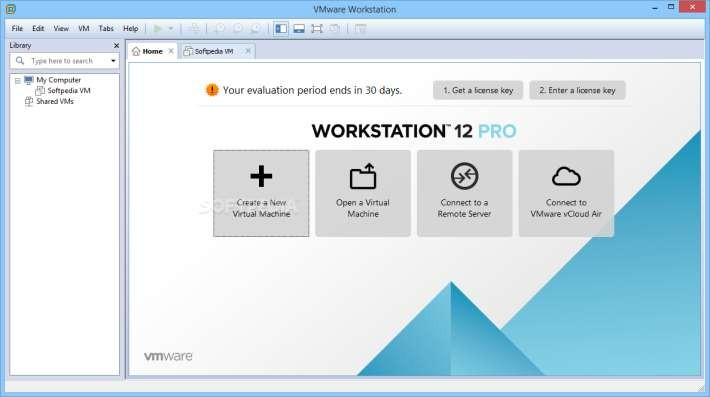 VMware Workstation
File Edit View VM Tabs Help
Library
Home
Softpedia VM
Type here to search
My Computer
Softpedia VM
Shared VMs
Your evaluation period ends in 30 days.
1. Get a license key
2. Enter a license key
WORKSTATION™ 12 PRO
Create a New
Virtual Machine
Open a Virtual
Machine
Connect to a
Remote Server
Connect to
VMware vCloud Air
SOFTPEDIA
vmware